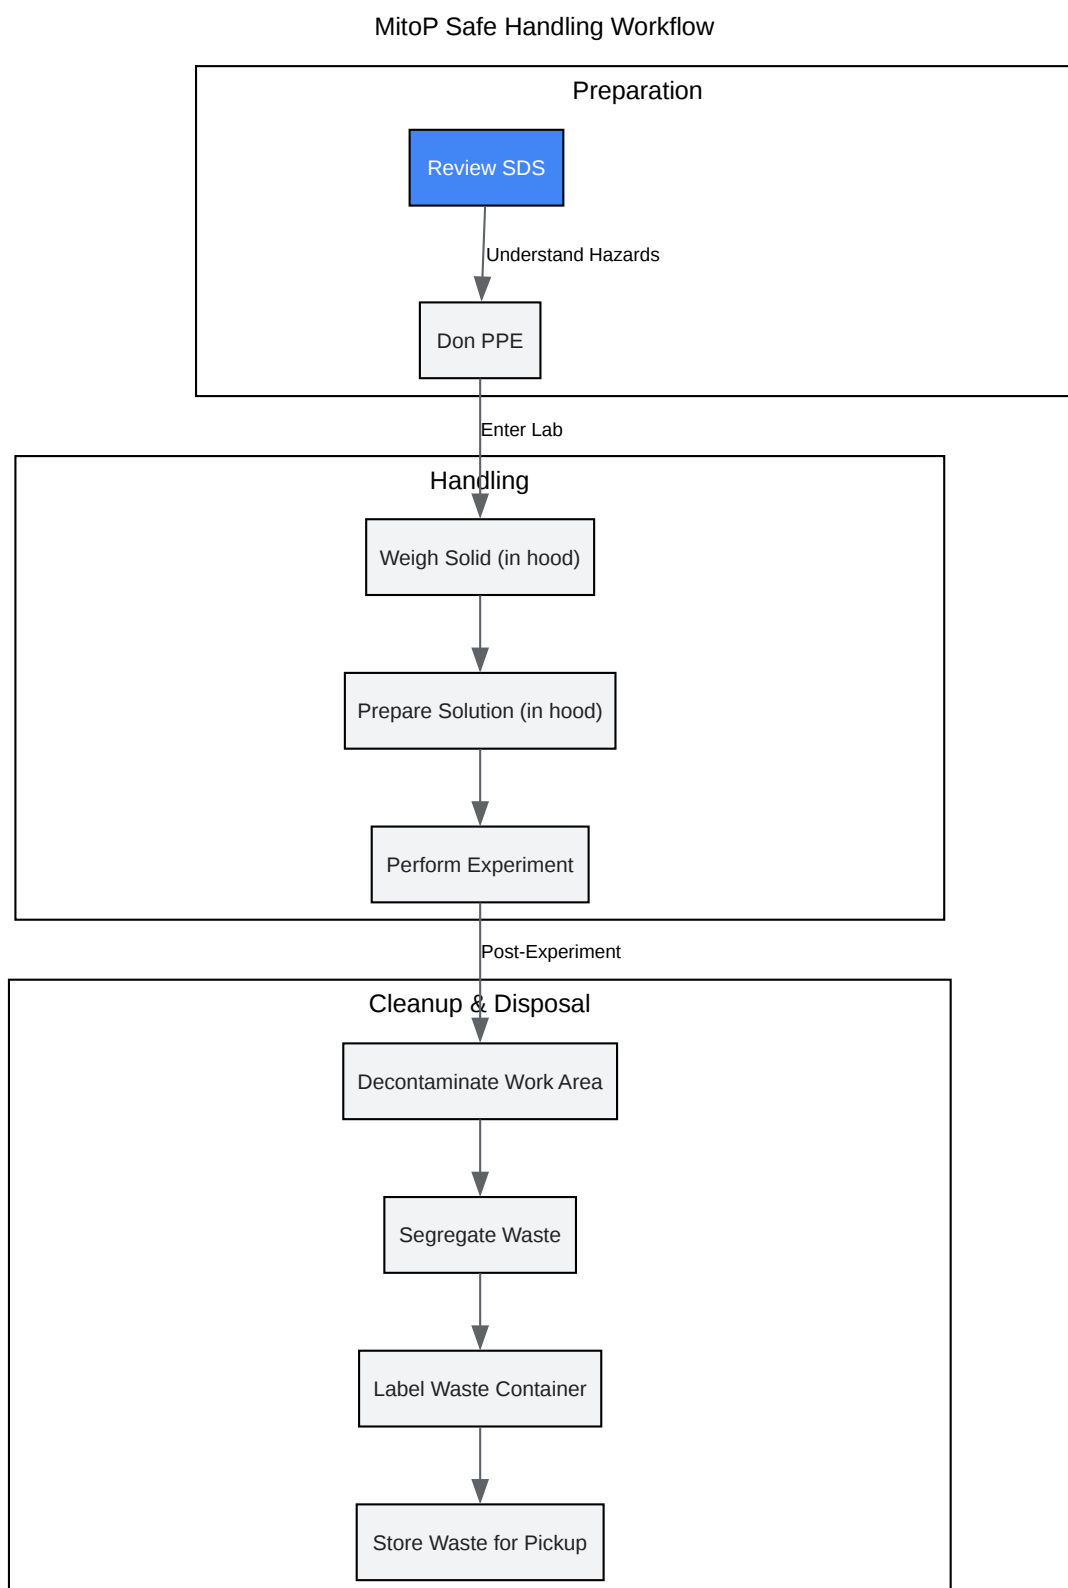 MitoP Safe Handling Workflow
Preparation
Review SDS
Understand Hazards
Don PPE
Enter Lab
Handling
Weigh Solid (in hood)
Prepare Solution (in hood)
Perform Experiment
Post-Experiment
Cleanup & Disposal
Decontaminate Work Area
Segregate Waste
Label Waste Container
Store Waste for Pickup